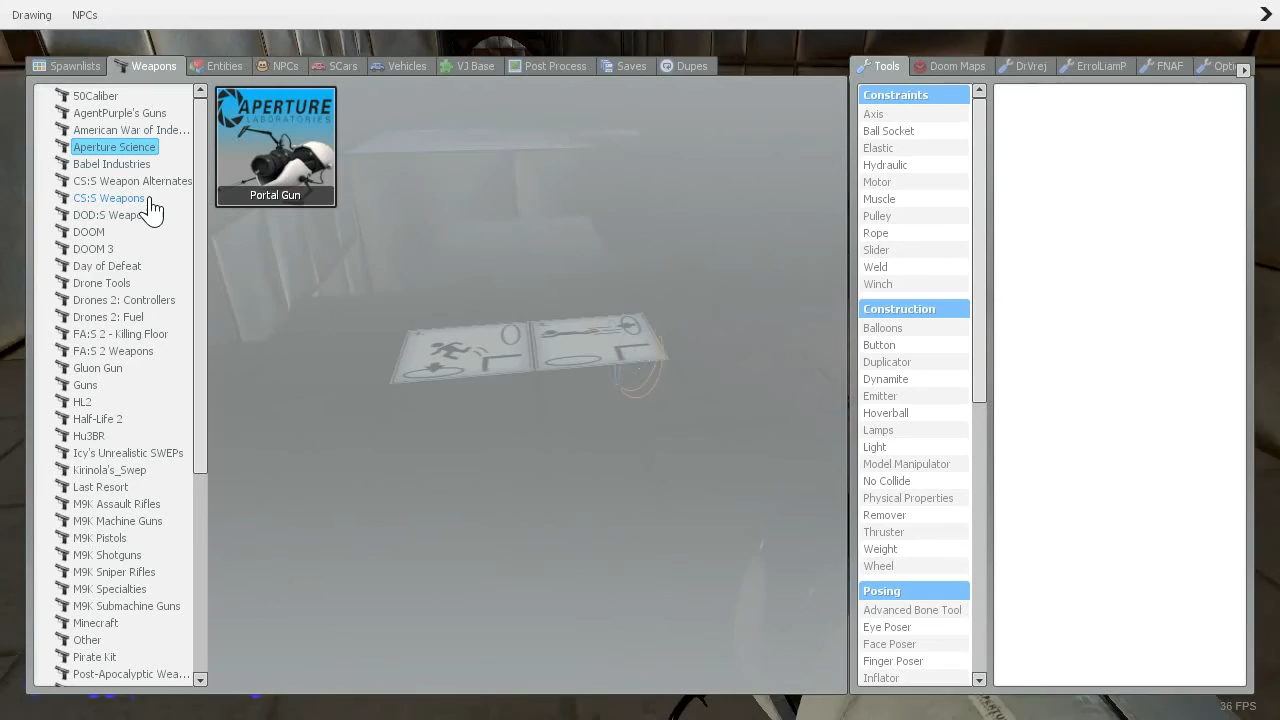 Drawing NPCs
Spawnlists Weapons Entities NPCs SCars Vehicles VJ Base Post Process Saves Dupes
50Caliber
AgentPurple's Guns
American War of Inde...
Aperture Science
Babel Industries
CS:S Weapon Alternates
CS:S Weapons
DOD:S Weapo
DOOM
DOOM 3
Day of Defeat
Drone Tools
Drones 2: Controllers
Drones 2: Fuel
FA:S 2 - Killing Floor
FA:S 2 Weapons
Gluon Gun
Guns
HL2
Half-Life 2
Hu3BR
Icy's Unrealistic SWEPs
Kirinola's_Swep
Last Resort
M9K Assault Rifles
M9K Machine Guns
M9K Pistols
M9K Shotguns
M9K Sniper Rifles
M9K Specialties
M9K Submachine Guns
Minecraft
Other
Pirate Kit
Post-Apocalyptic Wea...
APERTURE
LABORATORIES
Portal Gun
Tools Doom Maps DrVrej ErrolLiamP FNAF Opti
Constraints
Axis
Ball Socket
Elastic
Hydraulic
Motor
Muscle
Pulley
Rope
Slider
Weld
Winch
Construction
Balloons
Button
Duplicator
Dynamite
Emitter
Hoverball
Lamps
Light
Model Manipulator
No Collide
Physical Properties
Remover
Thruster
Weight
Wheel
Posing
Advanced Bone Tool
Eye Poser
Face Poser
Finger Poser
Inflator
36 FPS